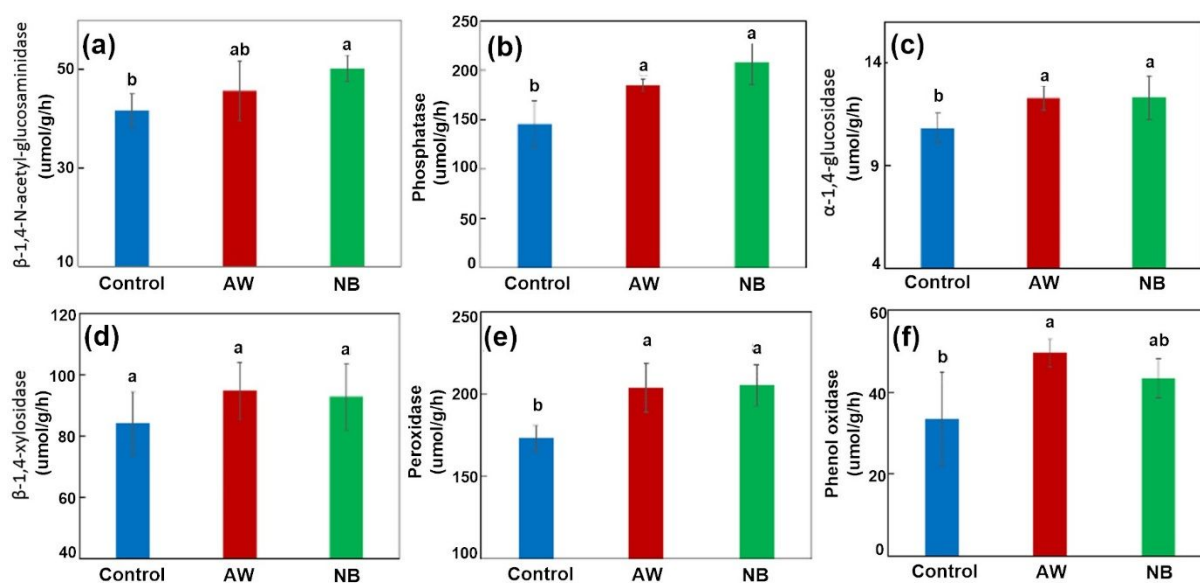 (a)
β-1,4-N-acetyl-glucosaminidase
(umol/g/h)
50
30
10
b
ab
a
Control AW NB
(b)
Phosphatase
(umol/g/h)
250
200
150
100
50
0
b
a
a
Control AW NB
(c)
α-1,4-glucosidase
(umol/g/h)
14
9
4
b
a
a
Control AW NB
(d)
β-1,4-xylosidase
(umol/g/h)
120
100
80
60
40
a
a
a
Control AW NB
(e)
Peroxidase
(umol/g/h)
250
200
150
100
b
a
a
Control AW NB
(f)
Phenol oxidase
(umol/g/h)
60
40
20
0
b
a
ab
Control AW NB